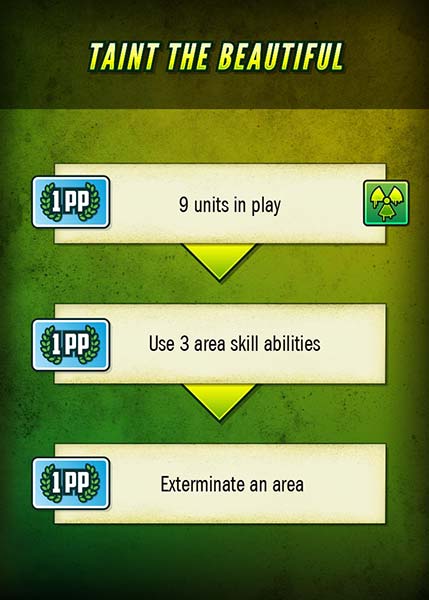 TAINT THE BEAUTIFUL
1 PP
9 units in play
1 PP
Use 3 area skill abilities
1 PP
Exterminate an area